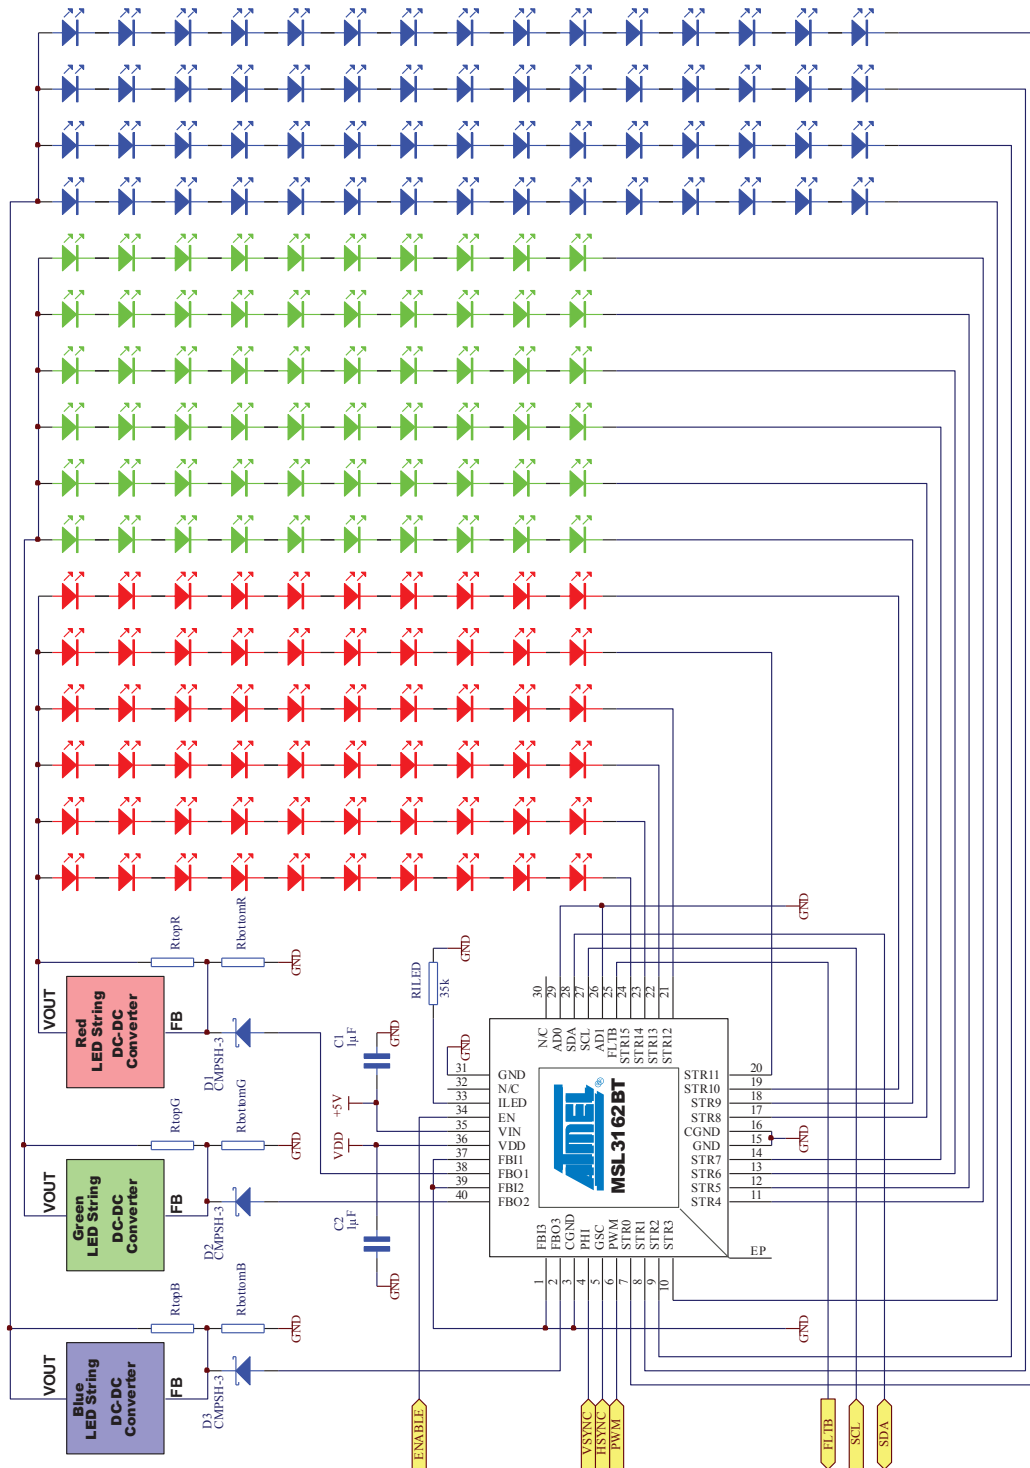 RtopR
RbottomR
GND
VOUT
FB
Red
LED String
DC-DC
Converter
D1
CMPSH-3
RtopG
RbottomG
GND
VOUT
FB
Green
LED String
DC-DC
Converter
D2
CMPSH-3
RtopB
RbottomB
GND
VOUT
FB
Blue
LED String
DC-DC
Converter
D3
CMPSH-3
RILED
35k
GND
GND
C1
1µF
GND
+5V
VDD
C2
1µF
GND
GND
GND
GND
31 GND
32 N/C
33 ILED
34 EN
35 VIN
36 VDD
37 FBI1
38 FBO1
39 FBI2
40 FBO2
30 N/C
29 AD0
28 SDA
27 SCL
26 AD1
25 FLTB
24 STR15
23 STR14
22 STR13
21 STR12
STR11 20
STR10 19
STR9 18
STR8 17
CGND 16
GND 15
STR7 14
STR6 13
STR5 12
STR4 11
FBI3 1
FBO3 2
CGND 3
PHI 4
GSC 5
PWM 6
STR0 7
STR1 8
STR2 9
STR3 10
EP
ATMEL ®
MSL3162BT
ENABLE
VSYNC
HSYNC
PWM
FLTB
SCL
SDA